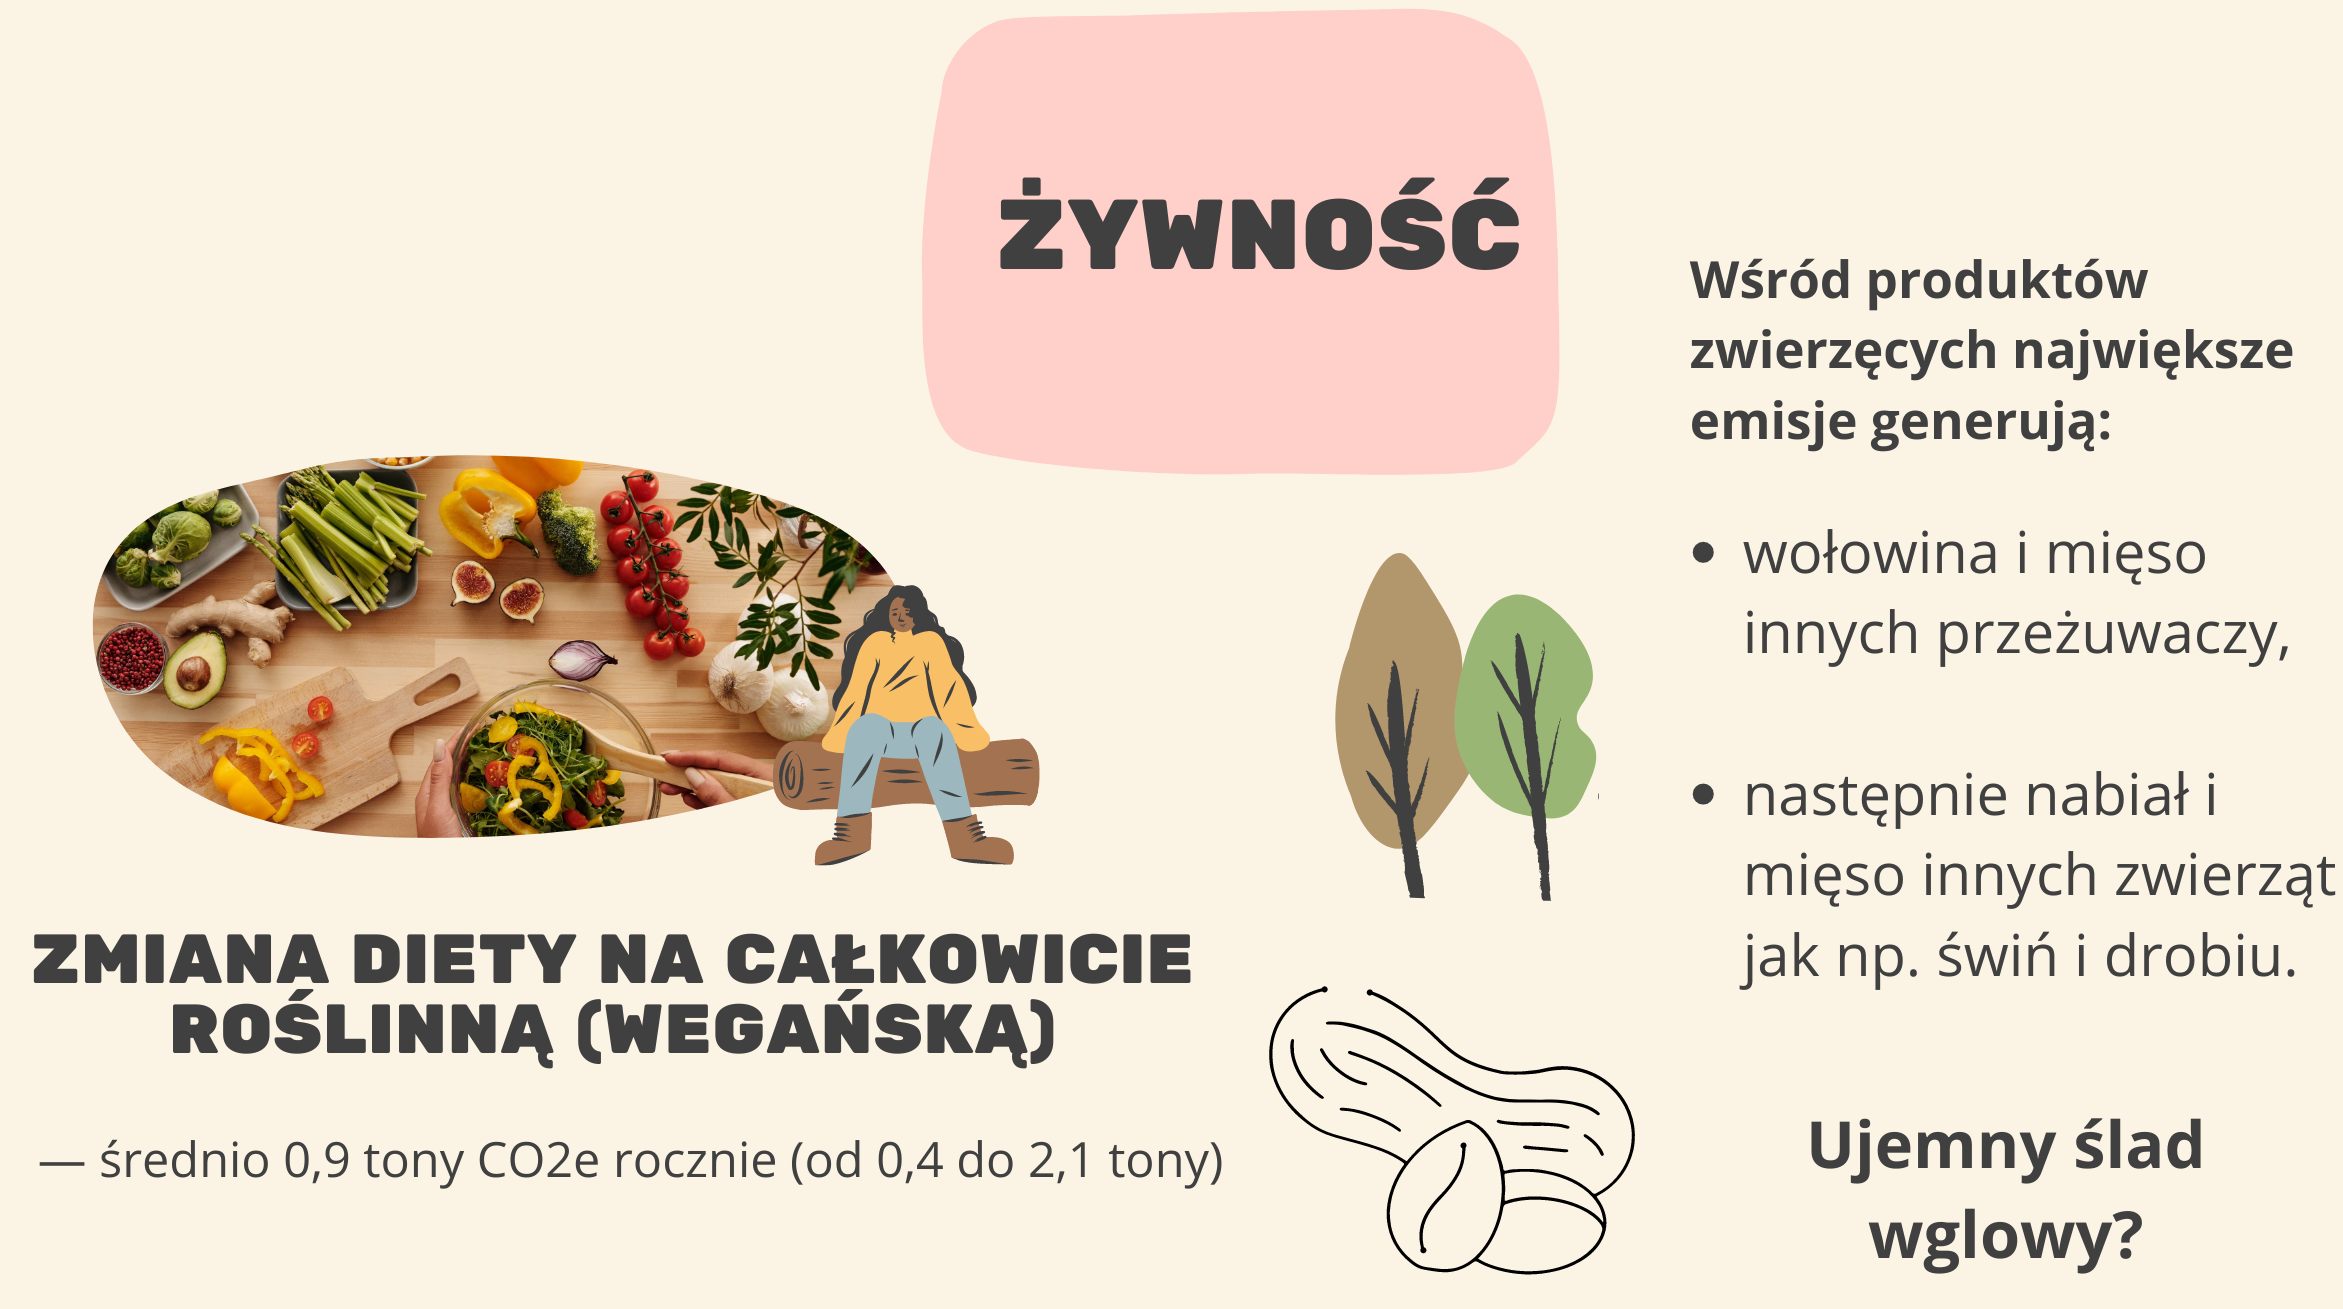 ŻYWNOŚĆ
ZMIANA DIETY NA CAŁKOWICIE
ROŚLINNĄ (WEGAŃSKĄ)
— średnio 0,9 tony CO2e rocznie (od 0,4 do 2,1 tony)
Wśród produktów
zwierzęcych największe
emisje generują:
• wołowina i mięso
innych przeżuwaczy,
• następnie nabiał i
mięso innych zwierząt
jak np. świń i drobiu.
Ujemny ślad
wglowy?